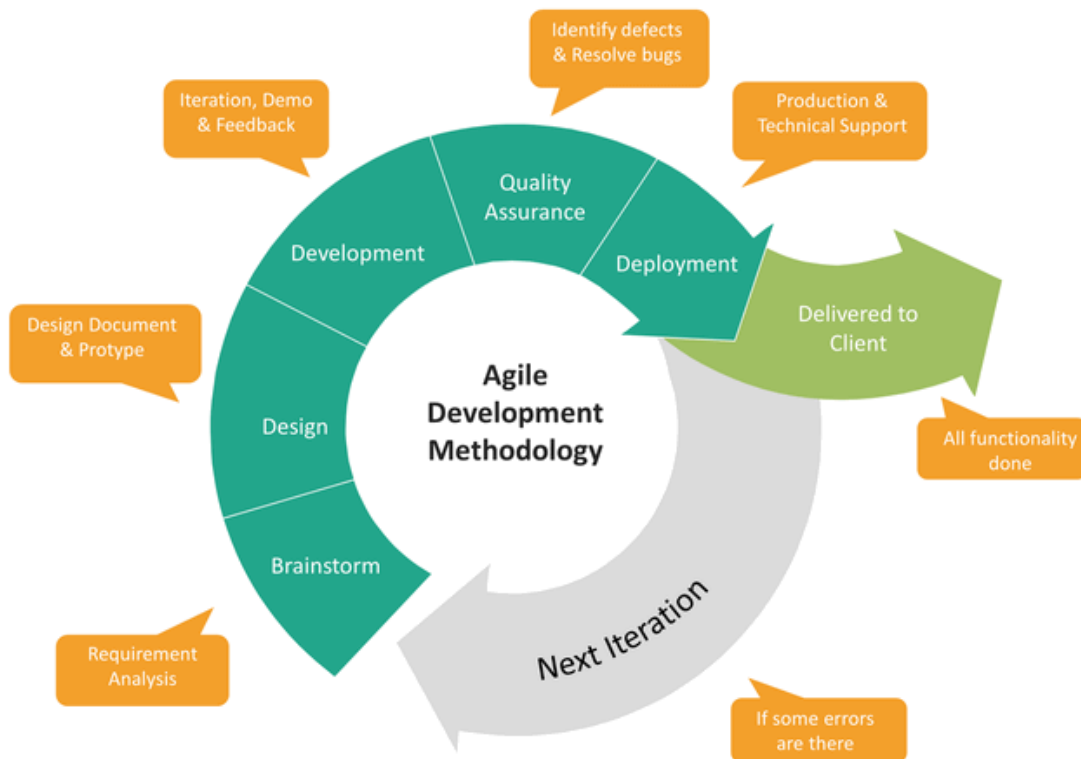 Identify defects
& Resolve bugs
Iteration, Demo
& Feedback
Production &
Technical Support
Quality
Assurance
Development
Deployment
Delivered to
Client
Design Document
& Protype
Agile
Development
Methodology
Design
All functionality
done
Brainstorm
Next Iteration
Requirement
Analysis
If some errors
are there